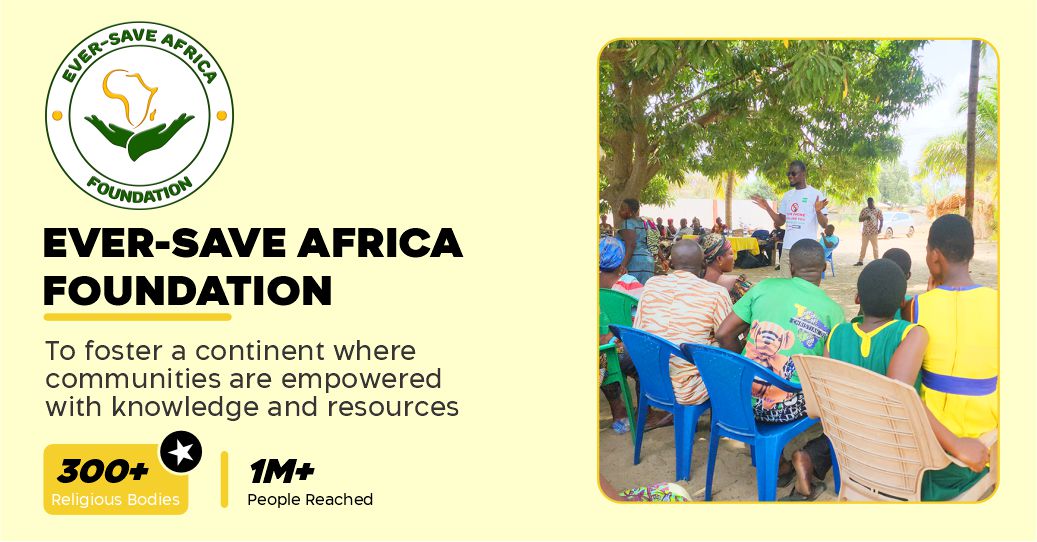 EVER-SAVE AFRICA
FOUNDATION
EVER-SAVE AFRICA
FOUNDATION
To foster a continent where
communities are empowered
with knowledge and resources
300+
Religious Bodies
1M+
People Reached